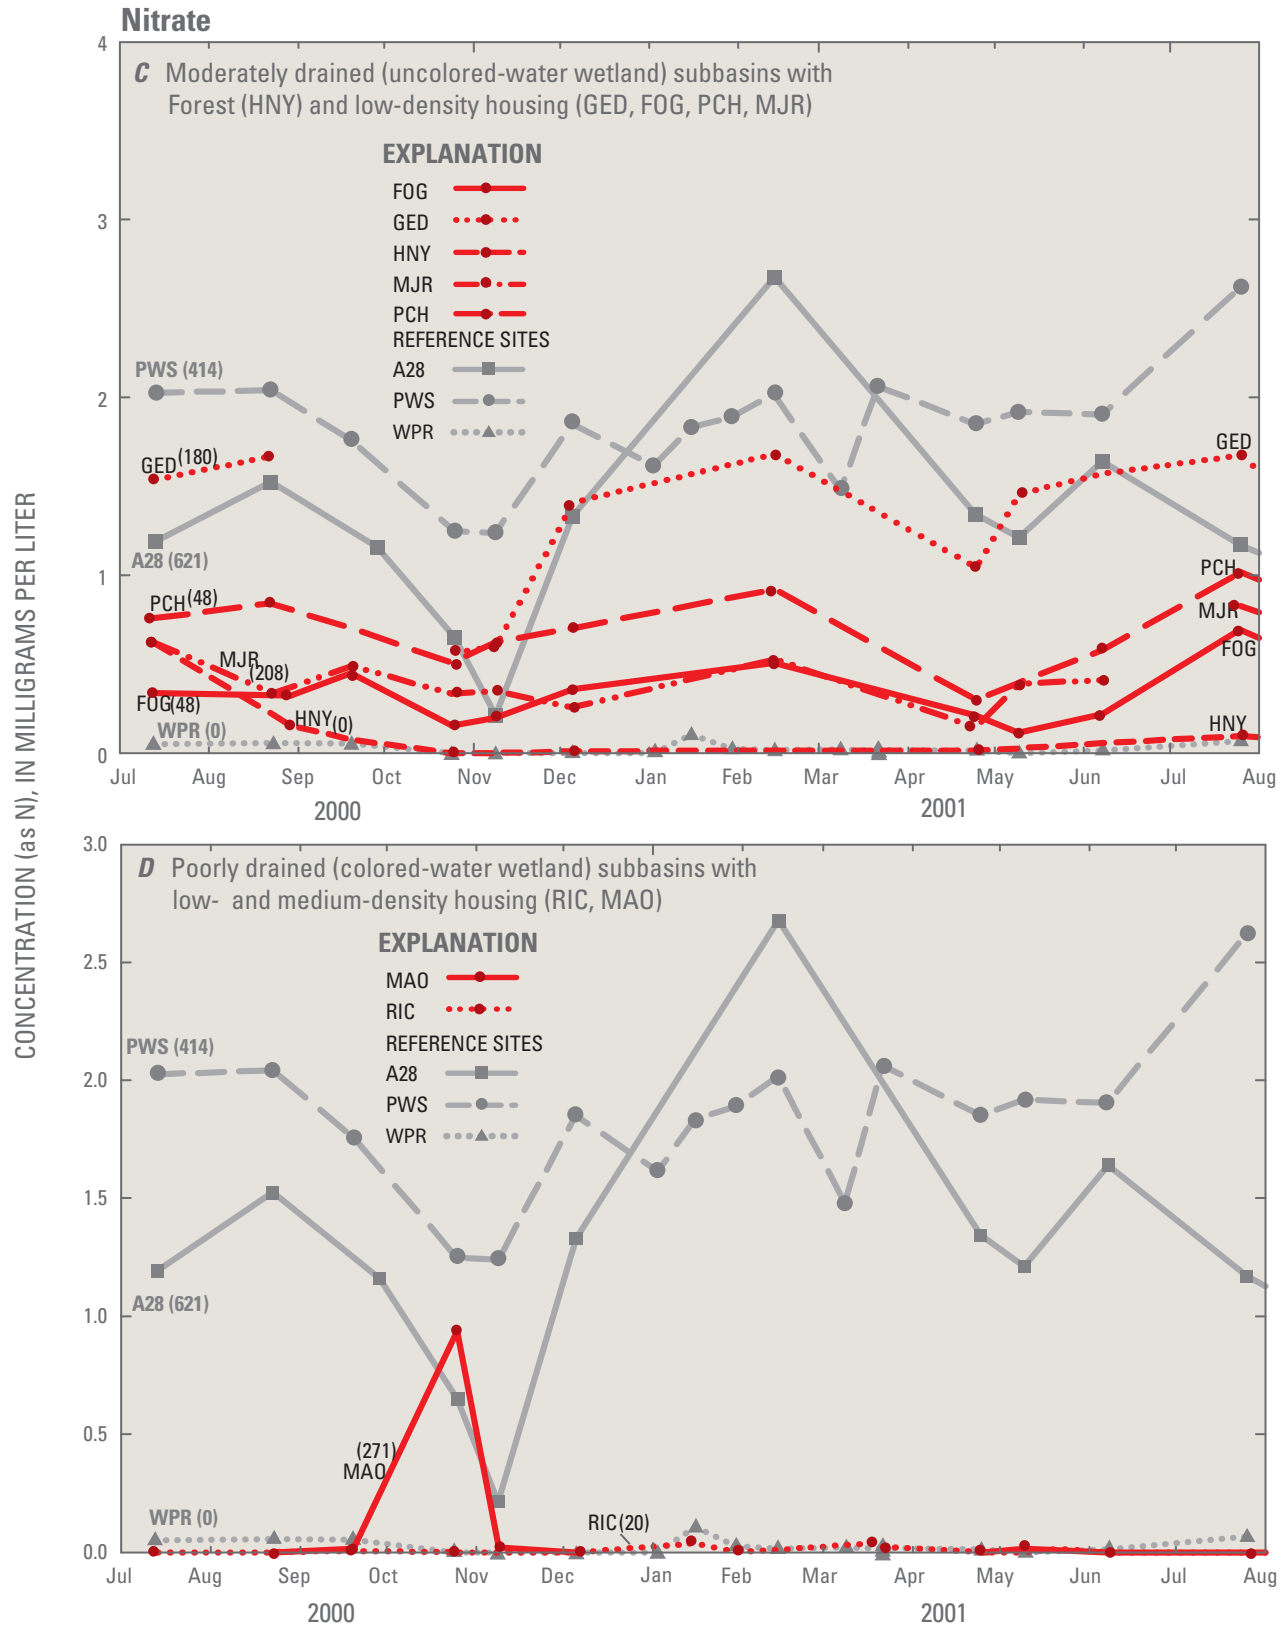 Nitrate
CONCENTRATION (as N), IN MILLIGRAMS PER LITER
C Moderately drained (uncolored-water wetland) subbasins with
Forest (HNY) and low-density housing (GED, FOG, PCH, MJR)
EXPLANATION
FOG
GED
HNY
MJR
PCH
REFERENCE SITES
A28
PWS
WPR
4
3
2
1
0
PWS (414)
GED (180)
A28 (621)
PCH (48)
MJR
(208)
FOG (48)
HNY (0)
WPR (0)
GED
PCH
MJR
FOG
HNY
Jul Aug Sep Oct Nov Dec Jan Feb Mar Apr May Jun Jul Aug
2000 2001
D Poorly drained (colored-water wetland) subbasins with
low- and medium-density housing (RIC, MAO)
EXPLANATION
MAO
RIC
REFERENCE SITES
A28
PWS
WPR
3.0
2.5
2.0
1.5
1.0
0.5
0.0
PWS (414)
A28 (621)
(271)
MAO
WPR (0)
RIC (20)
Jul Aug Sep Oct Nov Dec Jan Feb Mar Apr May Jun Jul Aug
2000 2001